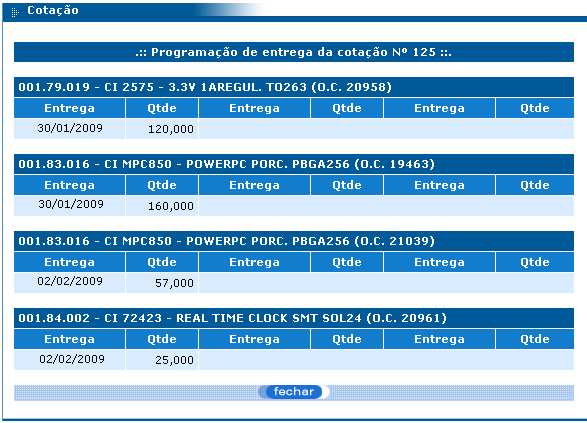 Cotação
.:: Programação de entrega da cotação Nº 125 ::.
001.79.019 - CI 2575 - 3.3V 1AREGUL. TO263 (O.C. 20958)
Entrega Qtde Entrega Qtde Entrega Qtde
30/01/2009 120,000
001.83.016 - CI MPC850 - POWERPC PORC. PBGA256 (O.C. 19463)
Entrega Qtde Entrega Qtde Entrega Qtde
30/01/2009 160,000
001.83.016 - CI MPC850 - POWERPC PORC. PBGA256 (O.C. 21039)
Entrega Qtde Entrega Qtde Entrega Qtde
02/02/2009 57,000
001.84.002 - CI 72423 - REAL TIME CLOCK SMT SOL24 (O.C. 20961)
Entrega Qtde Entrega Qtde Entrega Qtde
02/02/2009 25,000
fechar